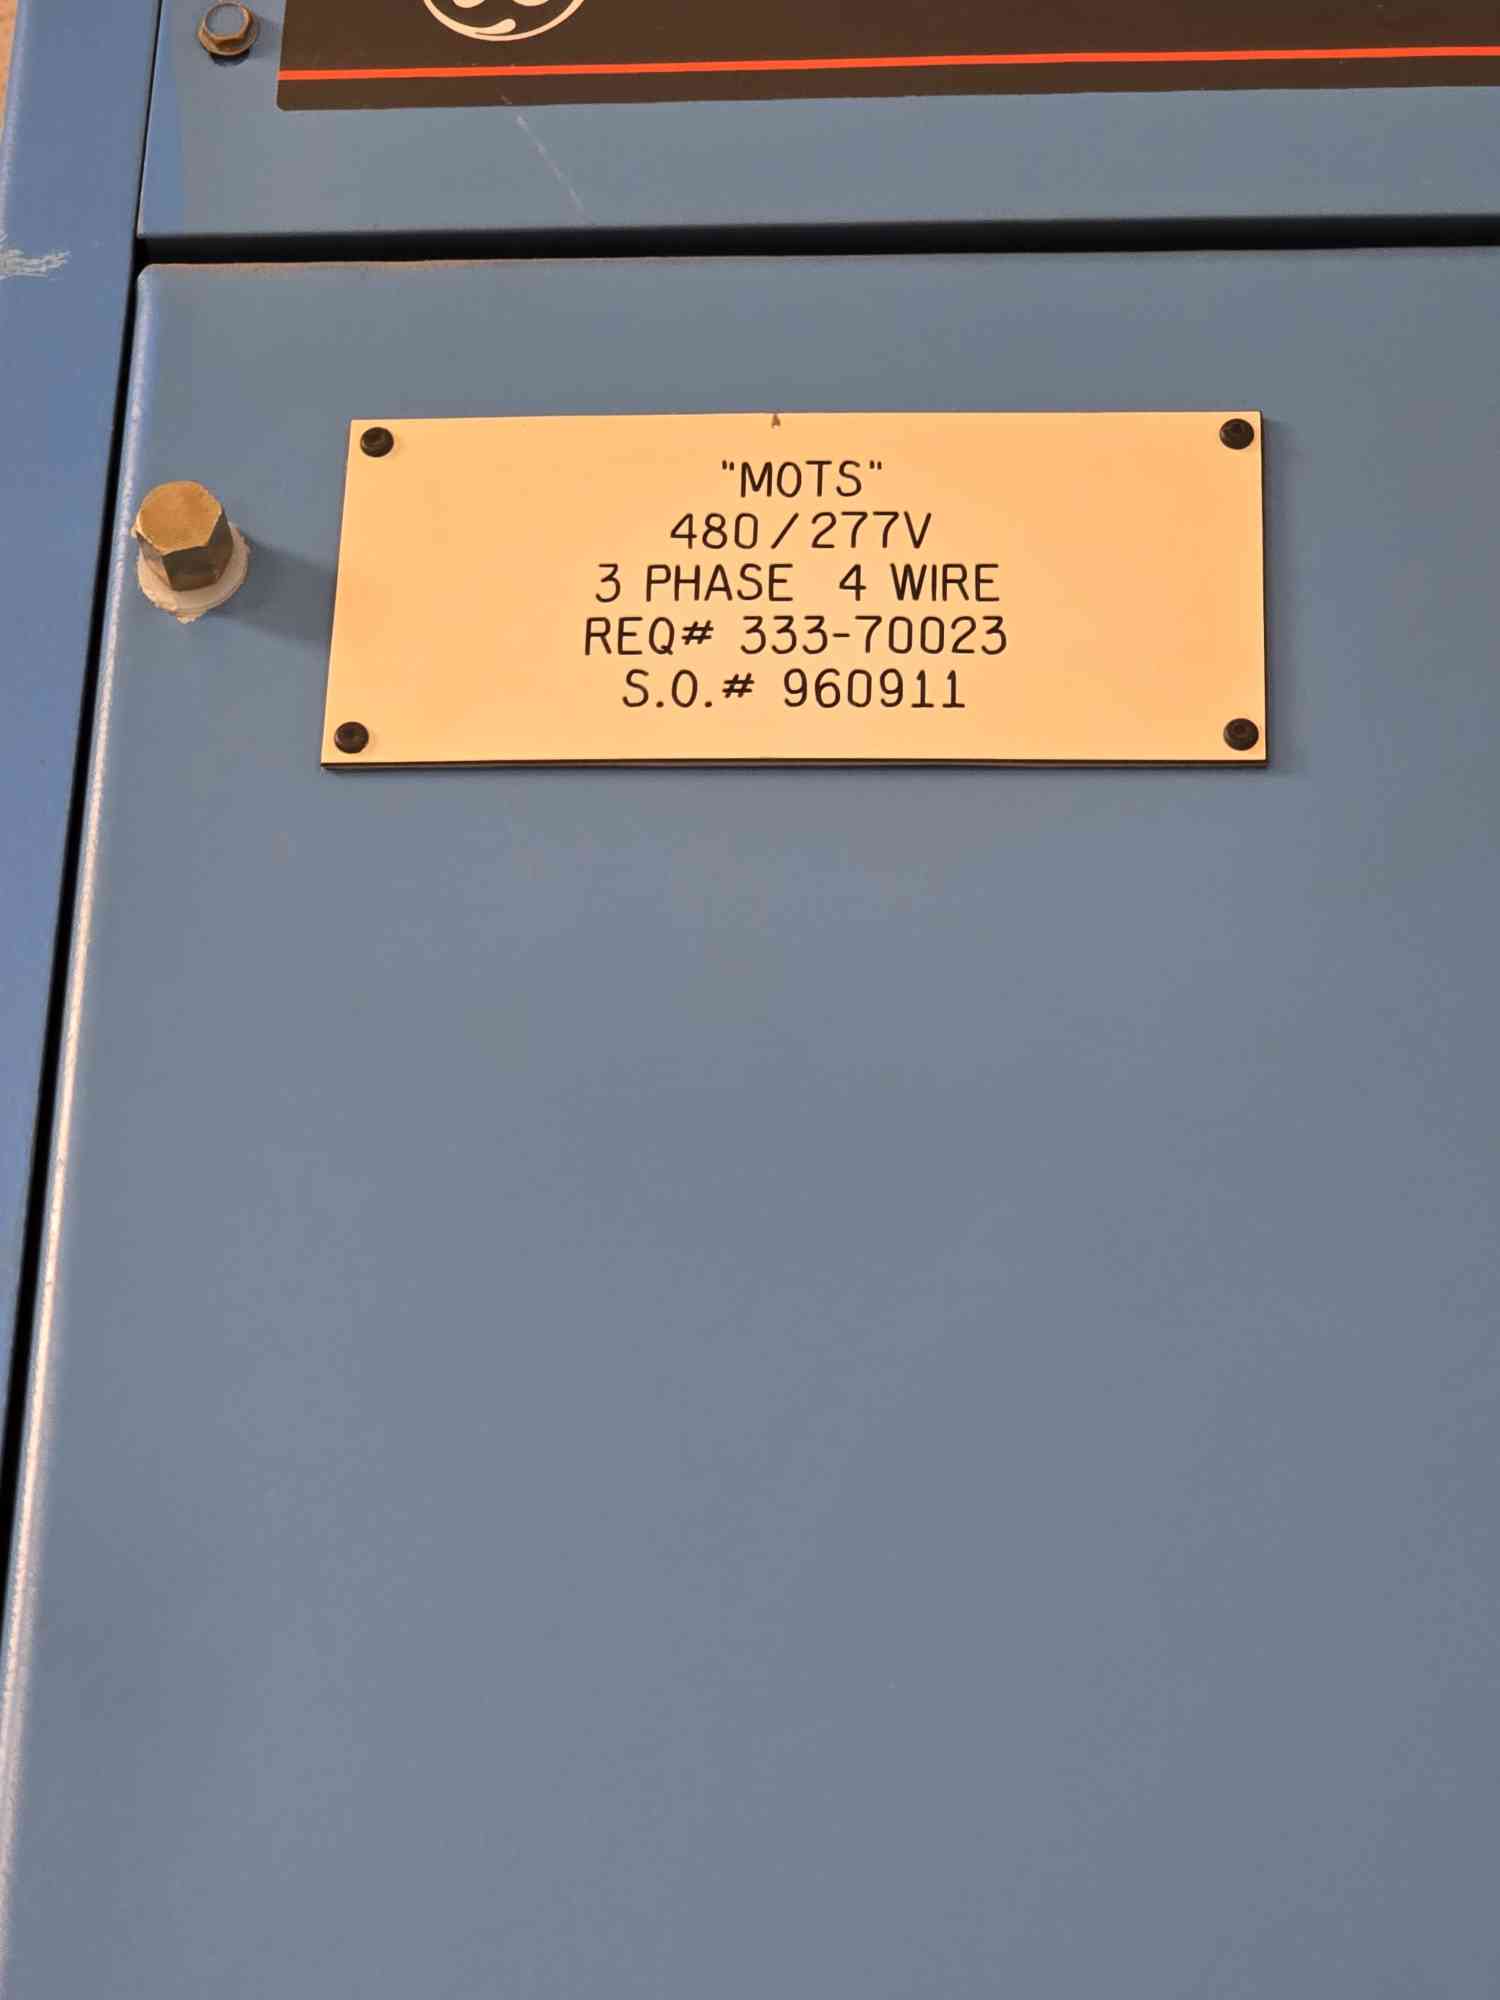 "MOTS"
480/277V
3 PHASE 4 WIRE
REQ# 333-70023
S.O.# 960911